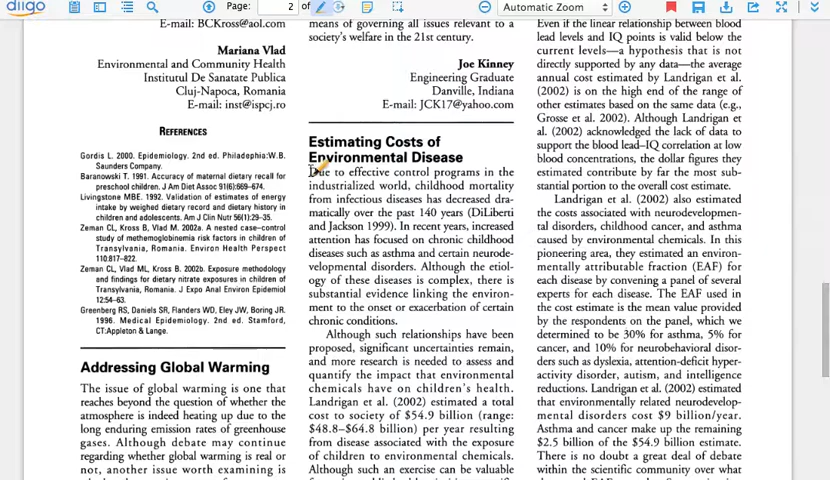 diigo
Page:
2
of
Automatic Zoom
E-mail: BCKross@aol.com
Mariana Vlad
Environmental and Community Health
Institutul De Sanatate Publica
Cluj-Napoca, Romania
E-mail: inst@ispcj.ro
REFERENCES
Gordis L. 2000. Epidemiology. 2nd ed. Philadephia:W.B.
Saunders Company.
Baranowski T. 1991. Accuracy of maternal dietary recall for
preschool children. J Am Diet Assoc 91(6):669–674.
Livingstone MBE. 1992. Validation of estimates of energy
intake by weighed dietary record and dietary history in
children and adolescents. Am J Clin Nutr 56(1):29–35.
Zeman CL, Kross B, Vlad M. 2002a. A nested case–control
study of methemoglobinemia risk factors in children of
Transylvania, Romania. Environ Health Perspect
110:817–822.
Zeman CL, Vlad ML, Kross B. 2002b. Exposure methodology
and findings for dietary nitrate exposures in children of
Transylvania, Romania. J Expo Anal Environ Epidemiol
12:54–63.
Greenberg RS, Daniels SR, Flanders WD, Eley JW, Boring JR.
1996. Medical Epidemiology. 2nd ed. Stamford,
CT:Appleton & Lange.
Addressing Global Warming
The issue of global warming is one that
reaches beyond the question of whether the
atmosphere is indeed heating up due to the
long enduring emission rates of greenhouse
gases. Although debate may continue
regarding whether global warming is real or
not, another issue worth examining is
means of governing all issues relevant to a
society's welfare in the 21st century.
Joe Kinney
Engineering Graduate
Danville, Indiana
E-mail: JCK17@yahoo.com
Estimating Costs of
Environmental Disease
Due to effective control programs in the
industrialized world, childhood mortality
from infectious diseases has decreased dra-
matically over the past 140 years (DiLiberti
and Jackson 1999). In recent years, increased
attention has focused on chronic childhood
diseases such as asthma and certain neurode-
velopmental disorders. Although the etiol-
ogy of these diseases is complex, there is
substantial evidence linking the environ-
ment to the onset or exacerbation of certain
chronic conditions.
Although such relationships have been
proposed, significant uncertainties remain,
and more research is needed to assess and
quantify the impact that environmental
chemicals have on children's health.
Landrigan et al. (2002) estimated a total
cost to society of $54.9 billion (range:
$48.8–$64.8 billion) per year resulting
from disease associated with the exposure
of children to environmental chemicals.
Although such an exercise can be valuable
Even if the linear relationship between blood
lead levels and IQ points is valid below the
current levels—a hypothesis that is not
directly supported by any data—the average
annual cost estimated by Landrigan et al.
(2002) is on the high end of the range of
other estimates based on the same data (e.g.,
Grosse et al. 2002). Although Landrigan et
al. (2002) acknowledged the lack of data to
support the blood lead–IQ correlation at low
blood concentrations, the dollar figures they
estimated contribute by far the most sub-
stantial portion to the overall cost estimate.
Landrigan et al. (2002) also estimated
the costs associated with neurodevelopmen-
tal disorders, childhood cancer, and asthma
caused by environmental chemicals. In this
pioneering area, they estimated an environ-
mentally attributable fraction (EAF) for
each disease by convening a panel of several
experts for each disease. The EAF used in
the cost estimate is the mean value provided
by the respondents on the panel, which we
determined to be 30% for asthma, 5% for
cancer, and 10% for neurobehavioral disor-
ders such as dyslexia, attention-deficit hyper-
activity disorder, autism, and intelligence
reductions. Landrigan et al. (2002) estimated
that environmentally related neurodevelop-
mental disorders cost $9 billion/year.
Asthma and cancer make up the remaining
$2.5 billion of the $54.9 billion estimate.
There is no doubt a great deal of debate
within the scientific community over what